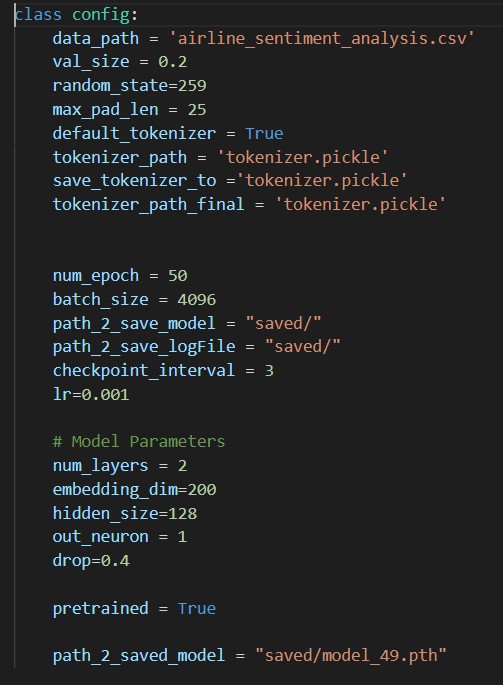 class config:
data_path = 'airline_sentiment_analysis.csv'
val_size = 0.2
random_state=259
max_pad_len = 25
default_tokenizer = True
tokenizer_path = 'tokenizer.pickle'
save_tokenizer_to ='tokenizer.pickle'
tokenizer_path_final = 'tokenizer.pickle'
num_epoch = 50
batch_size = 4096
path_2_save_model = "saved/"
path_2_save_logFile = "saved/"
checkpoint_interval = 3
lr=0.001
# Model Parameters
num_layers = 2
embedding_dim=200
hidden_size=128
out_neuron = 1
drop=0.4
pretrained = True
path_2_saved_model = "saved/model_49.pth"